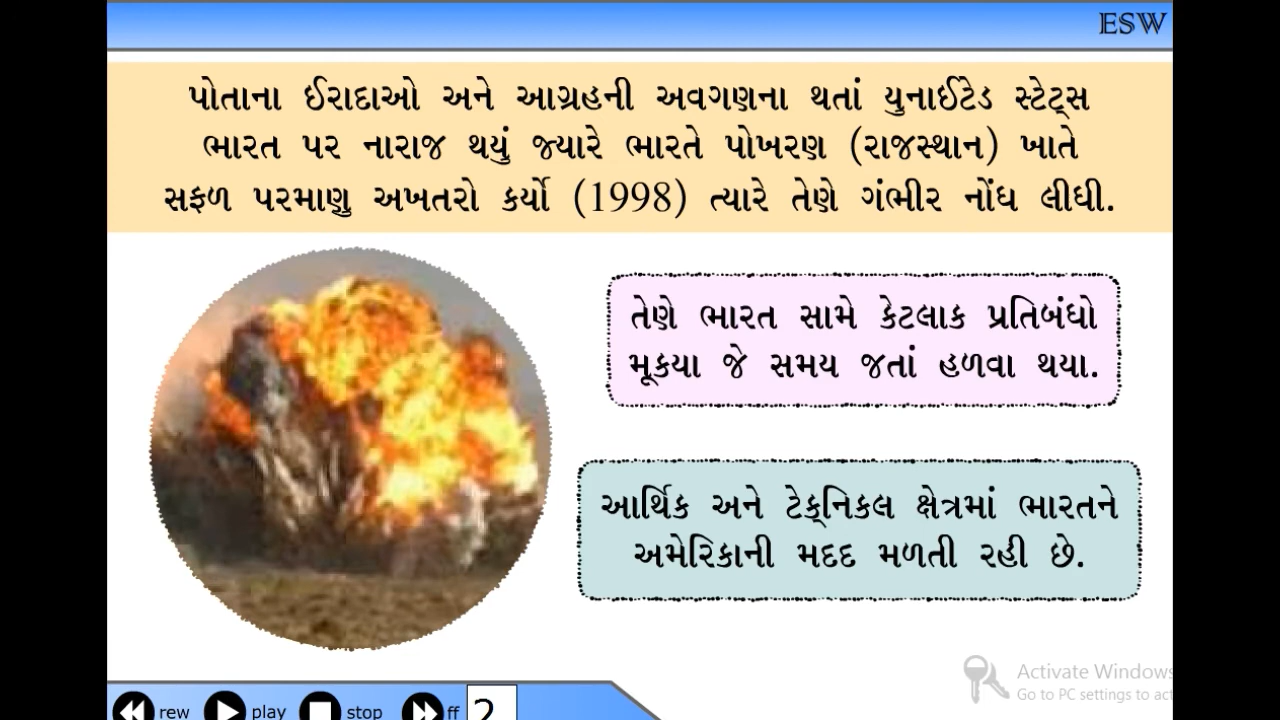 ESW
પોતાના ઈરાદાઓ અને આગ્રહની અવગણના થતાં યુનાઈટેડ સ્ટેટ્સ
ભારત પર નારાજ થયું જ્યારે ભારતે પોખરણ (રાજસ્થાન) ખાતે
સફળ પરમાણુ અખતરો કર્યો (1998) ત્યારે તેણે ગંભીર નોંધ લીધી.
તેણે ભારત સામે કેટલાક પ્રતિબંધો
મૂકયા જે સમય જતાં હળવા થયા.
આર્થિક અને ટેક્નિકલ ક્ષેત્રમાં ભારતને
અમેરિકાની મદદ મળતી રહી છે.
Activate Windows
Go to PC settings to act
rew play stop ff 2